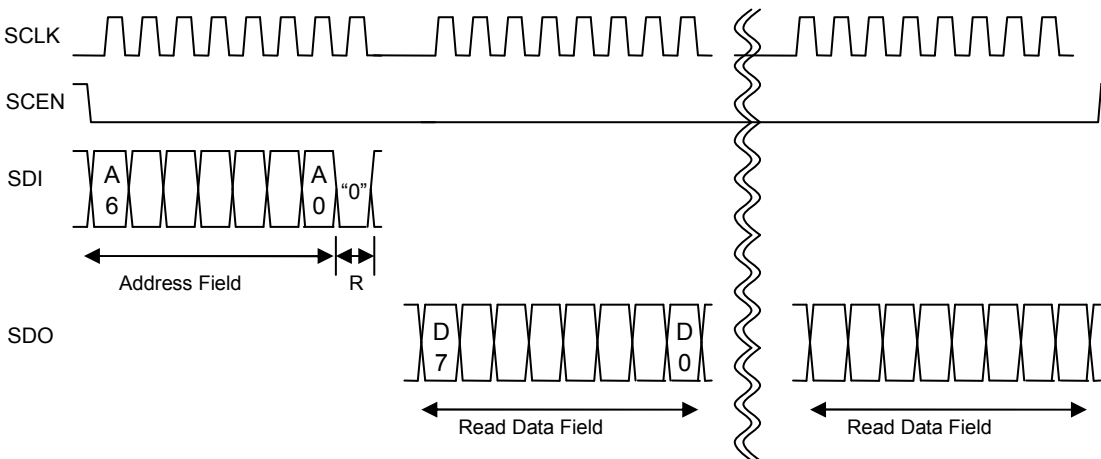 SCLK
SCEN
SDI
A
6
A
0
“0”
Address Field
R
SDO
D
7
D
0
Read Data Field
Read Data Field